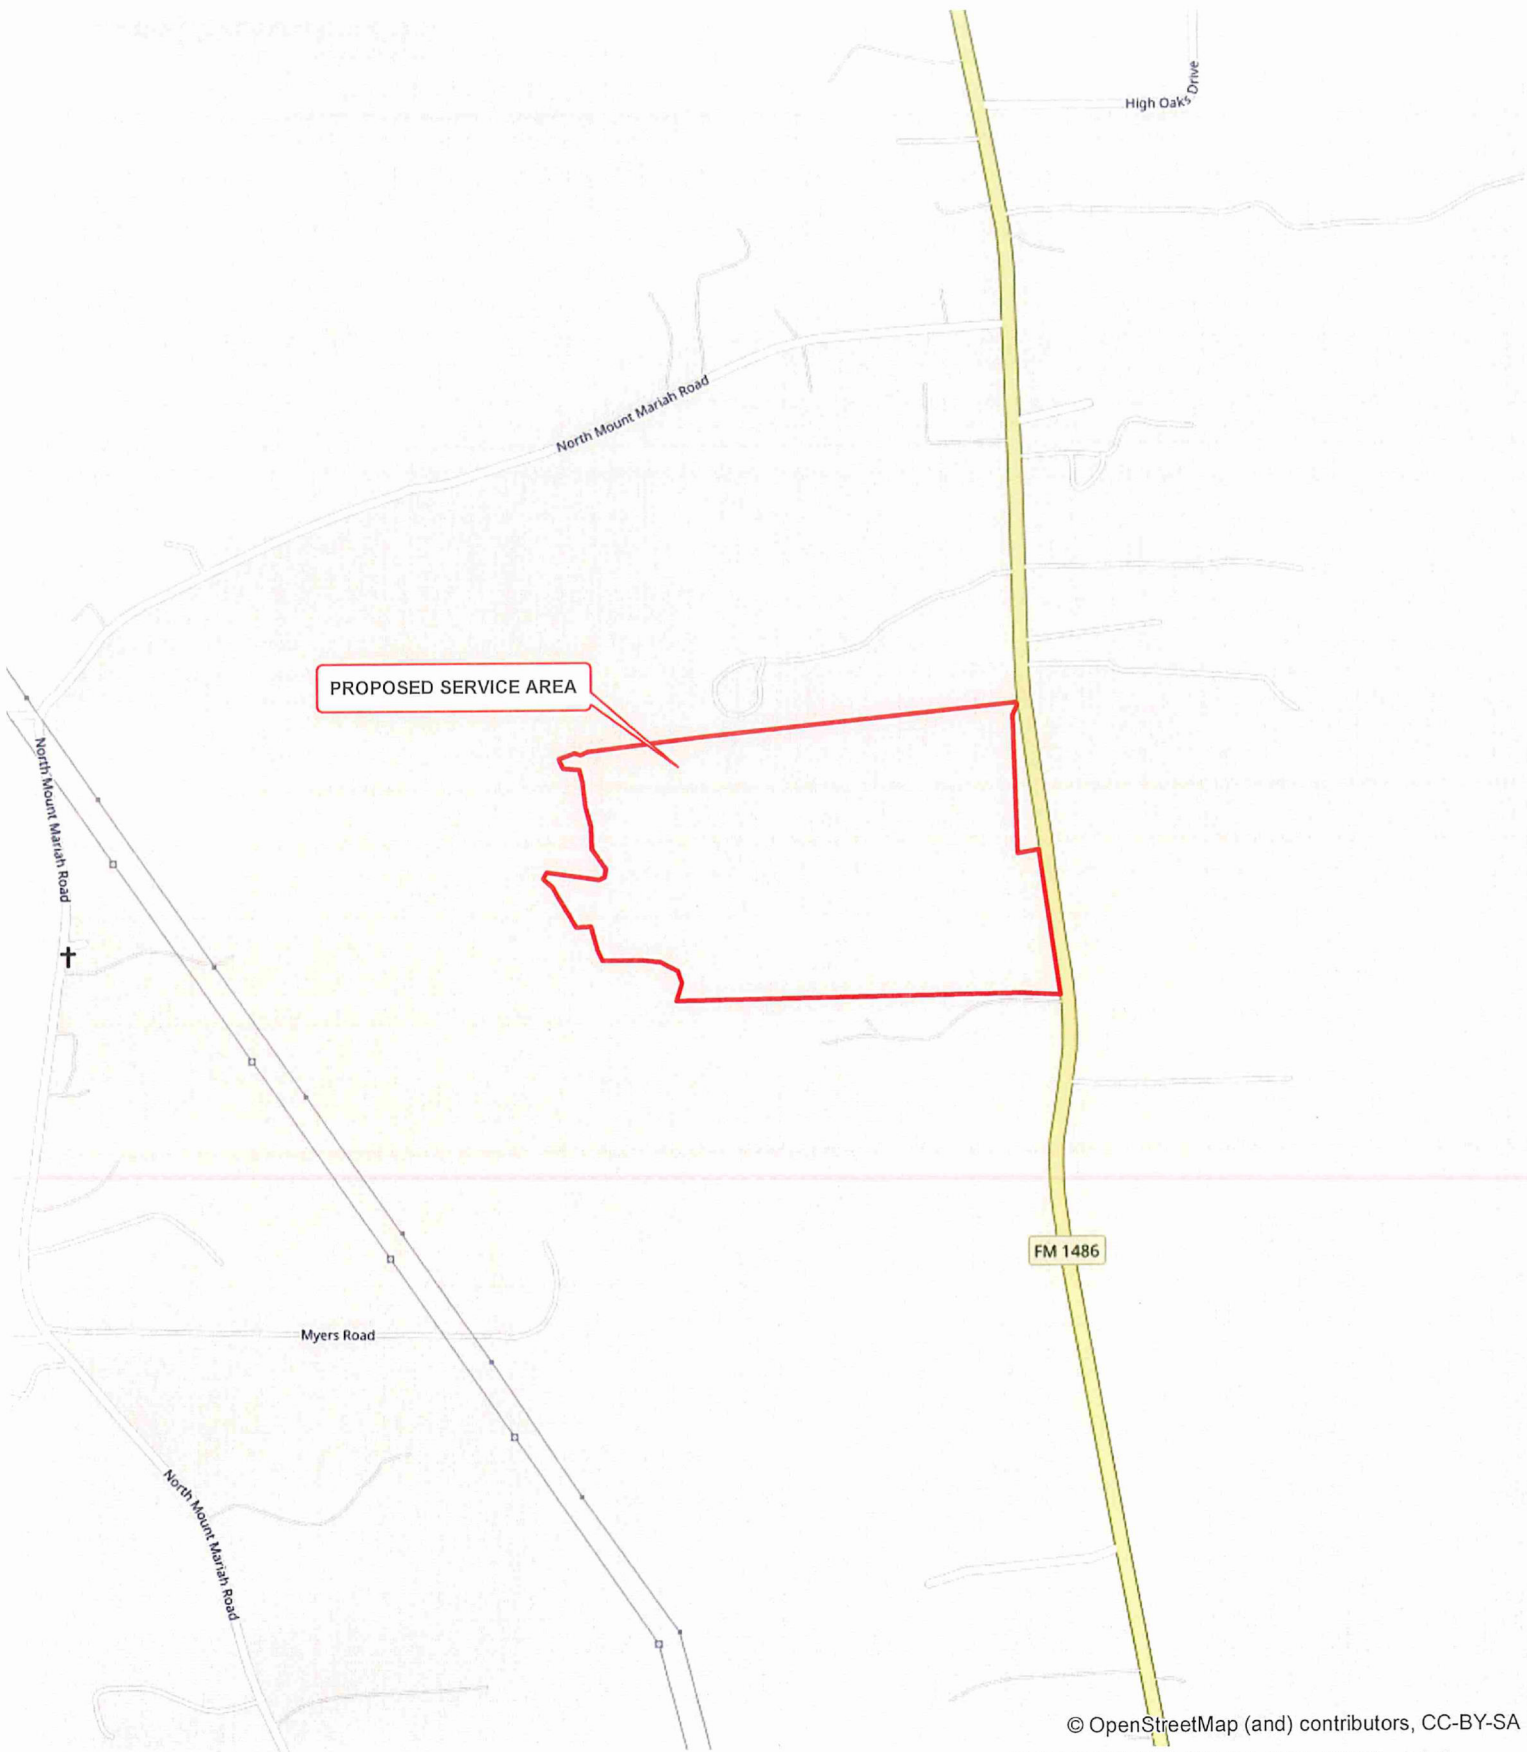 High Oaks Drive
North Mount Mariah Road
PROPOSED SERVICE AREA
North Mount Mariah Road
FM 1486
Myers Road
North Mount Mariah Road
© OpenStreetMap (and) contributors, CC-BY-SA